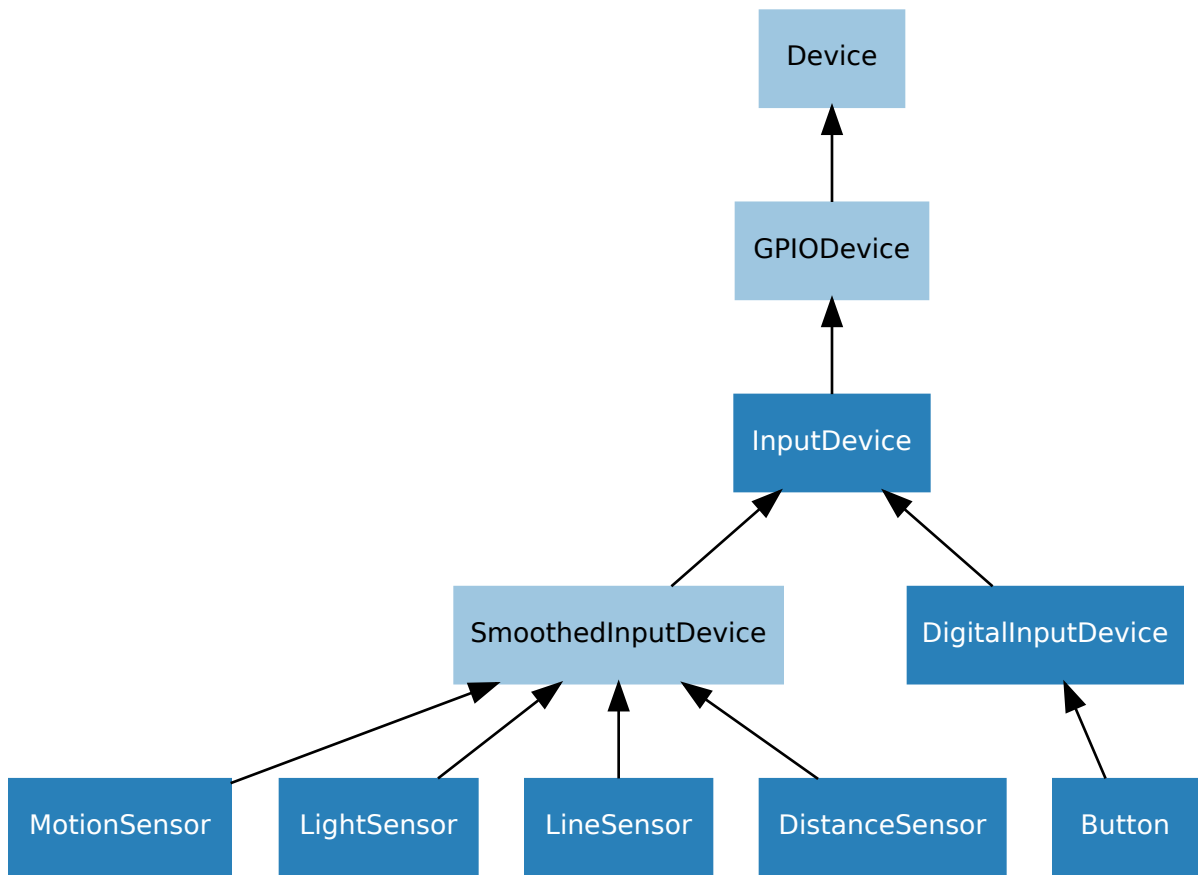 Device
GPIODevice
InputDevice
SmoothedInputDevice
DigitalInputDevice
MotionSensor
LightSensor
LineSensor
DistanceSensor
Button